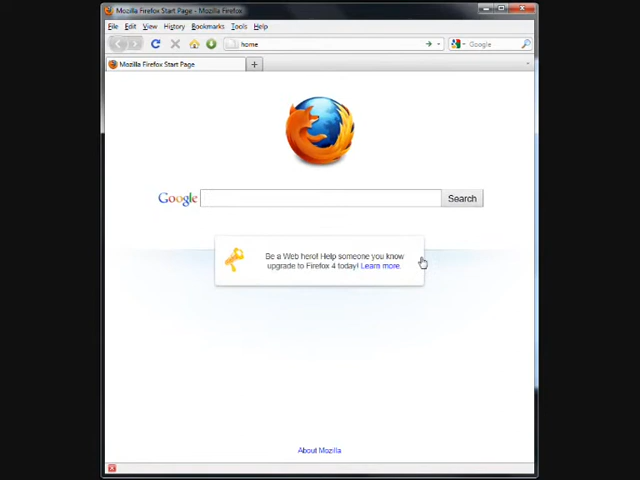 Mozilla Firefox Start Page - Mozilla Firefox
File Edit View History Bookmarks Tools Help
home Google
Mozilla Firefox Start Page
Google Search
Be a Web hero! Help someone you know
upgrade to Firefox 4 today! Learn more.
About Mozilla